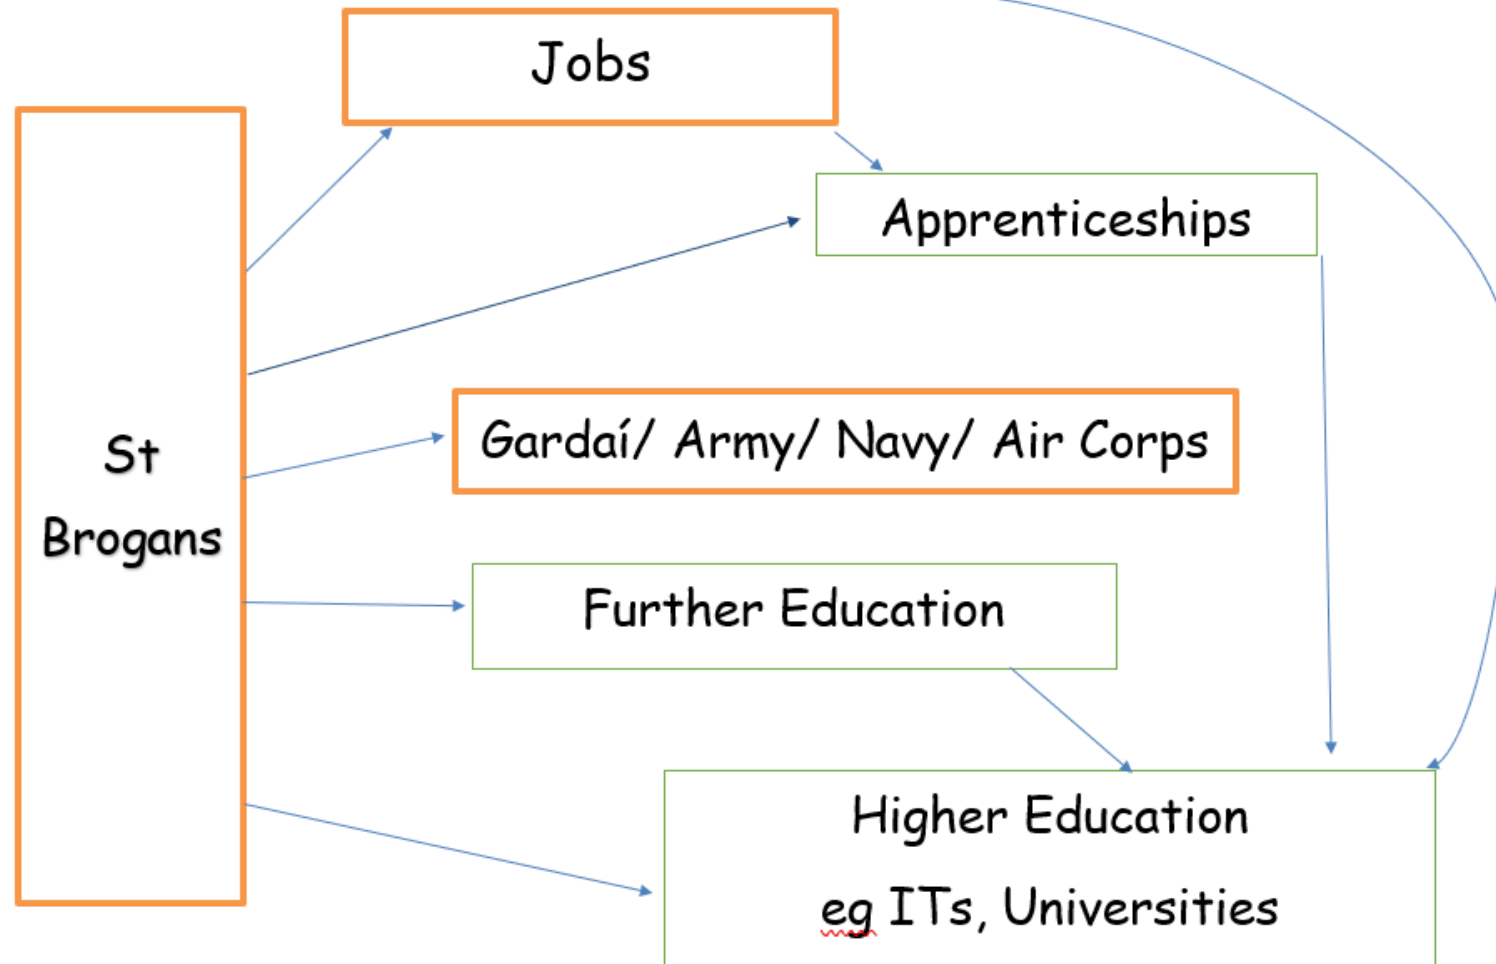 Jobs
Apprenticeships
St
Brogans
Gardaí/ Army/ Navy/ Air Corps
Further Education
Higher Education
eg ITs, Universities